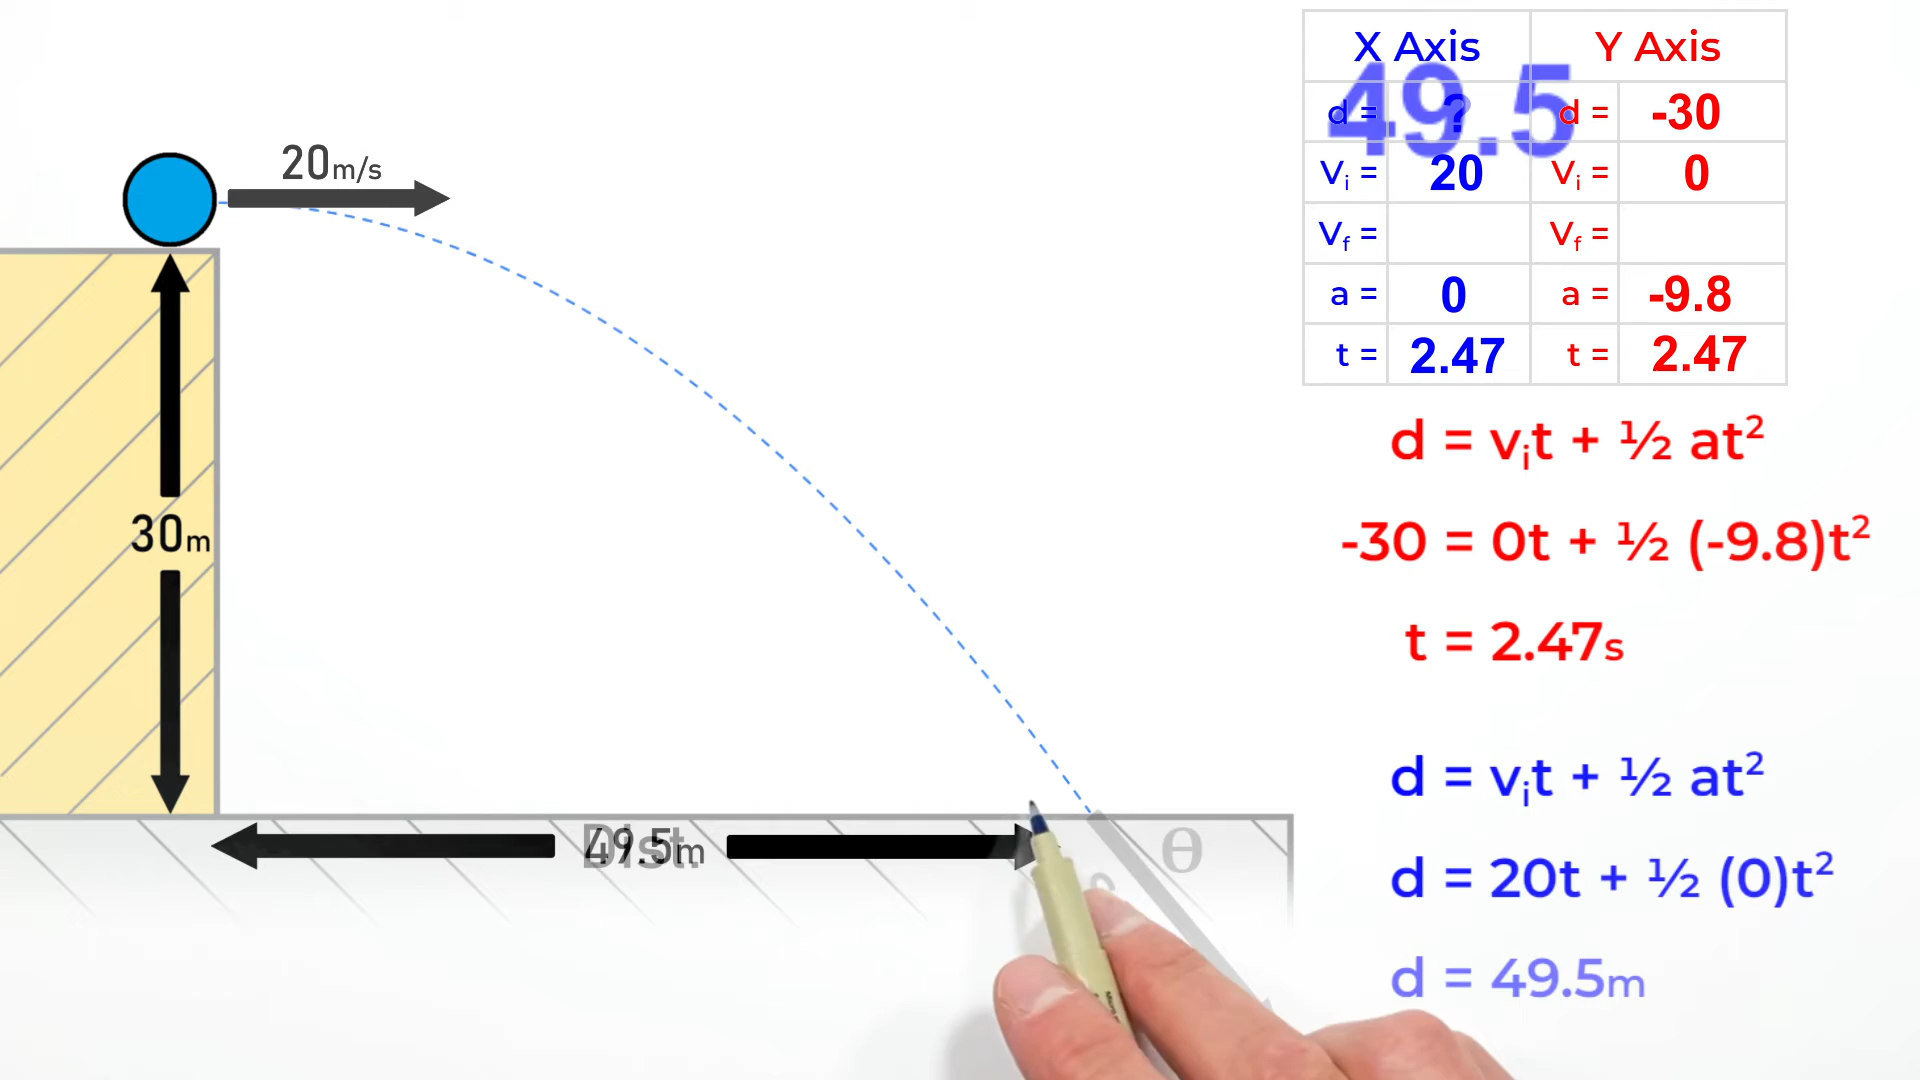 X Axis Y Axis
49.5
d = ? d = -30
Vi = 20 Vi = 0
Vf = Vf =
a = 0 a = -9.8
t = 2.47 t = 2.47
20m/s
30m
d = vit + ½ at²
-30 = 0t + ½ (-9.8)t²
t = 2.47s
d = vit + ½ at²
d = 20t + ½ (0)t²
d = 49.5m
Dist.
49.5m
θ